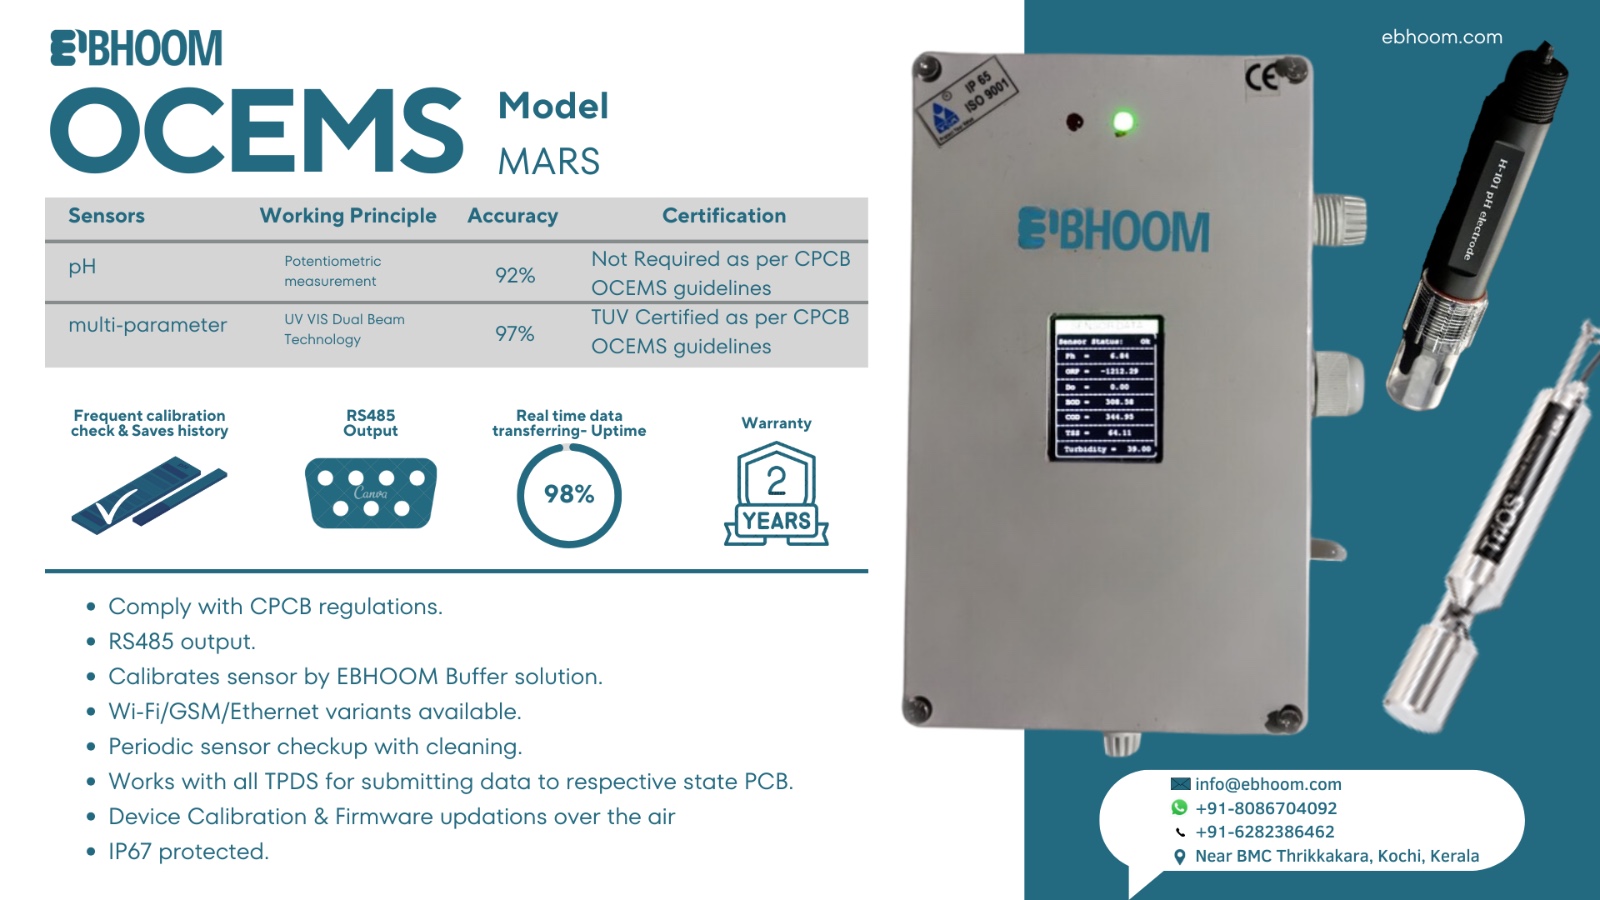 EBHOOM
OCEMS
Model
MARS
Sensors Working Principle Accuracy Certification
pH
Potentiometric
measurement
92%
Not Required as per CPCB
OCEMS guidelines
multi-parameter
UV VIS Dual Beam
Technology
97%
TUV Certified as per CPCB
OCEMS guidelines
Frequent calibration
check & Saves history
RS485
Output
Canva
Real time data
transferring- Uptime
98%
Warranty
2
YEARS
• Comply with CPCB regulations.
• RS485 output.
• Calibrates sensor by EBHOOM Buffer solution.
• Wi-Fi/GSM/Ethernet variants available.
• Periodic sensor checkup with cleaning.
• Works with all TPDS for submitting data to respective state PCB.
• Device Calibration & Firmware updations over the air
• IP67 protected.
ebhoom.com
IP 65
ISO 9001
CE
EBHOOM
SENSOR DATA
Sensor Status: Ok
Ph = 6.84
ORP = -1212.29
Do = 0.00
BOD = 308.58
COD = 344.93
TSS = 64.11
Turbidity = 39.00
H-101 pH electrode
TriOS
info@ebhoom.com
+91-8086704092
+91-6282386462
Near BMC Thrikkakara, Kochi, Kerala